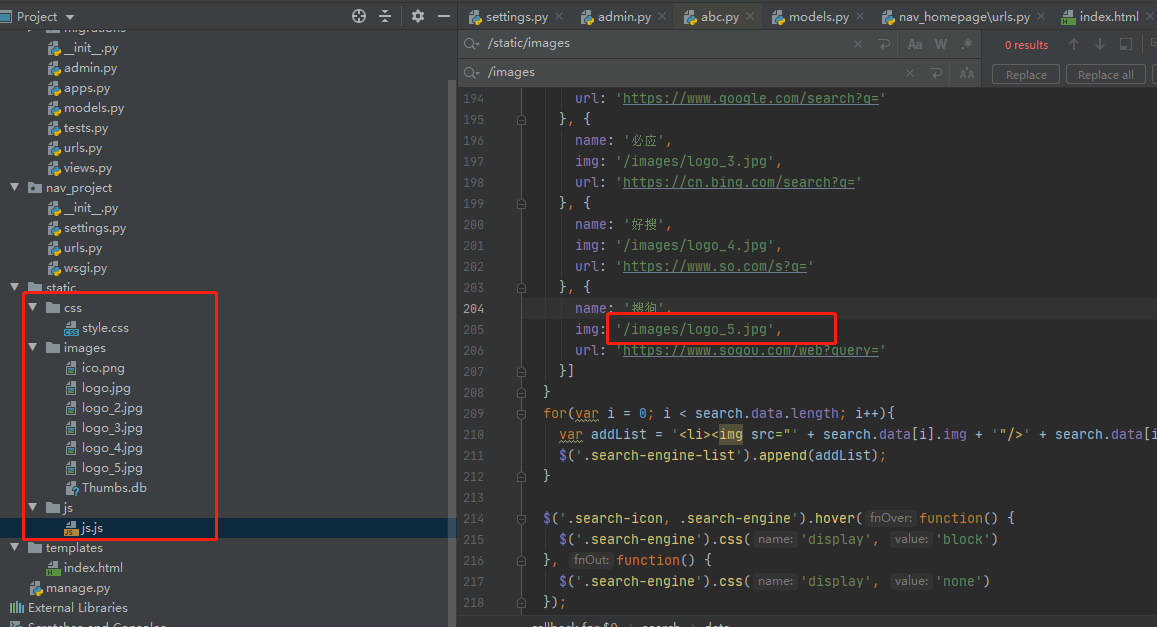 Project
settings.py
admin.py
abc.py
models.py
nav_homepage\urls.py
index.html
/static/images
Aa W .*
0 results
/images
Replace
Replace all
migrations
__init__.py
admin.py
apps.py
models.py
tests.py
urls.py
views.py
nav_project
__init__.py
settings.py
urls.py
wsgi.py
static
css
style.css
images
ico.png
logo.jpg
logo_2.jpg
logo_3.jpg
logo_4.jpg
logo_5.jpg
Thumbs.db
js
js.js
templates
index.html
manage.py
External Libraries
Scratches and Consoles
194 url: 'https://www.google.com/search?q='
195 }, {
196 name: '必应',
197 img: '/images/logo_3.jpg',
198 url: 'https://cn.bing.com/search?q='
199 }, {
200 name: '好搜',
201 img: '/images/logo_4.jpg',
202 url: 'https://www.so.com/s?q='
203 }, {
204 name: '搜狗',
205 img: '/images/logo_5.jpg',
206 url: 'https://www.sogou.com/web?query='
207 }]
208 }
209 for(var i = 0; i < search.data.length; i++){
210 var addList = '<li><img src="' + search.data[i].img + '"/>' + search.data[i
211 $('.search-engine-list').append(addList);
212 }
213
214 $('.search-icon, .search-engine').hover( fnOver: function() {
215 $('.search-engine').css( name: 'display', value: 'block')
216 }, fnOut: function() {
217 $('.search-engine').css( name: 'display', value: 'none')
218 });
callback for $() › search › data